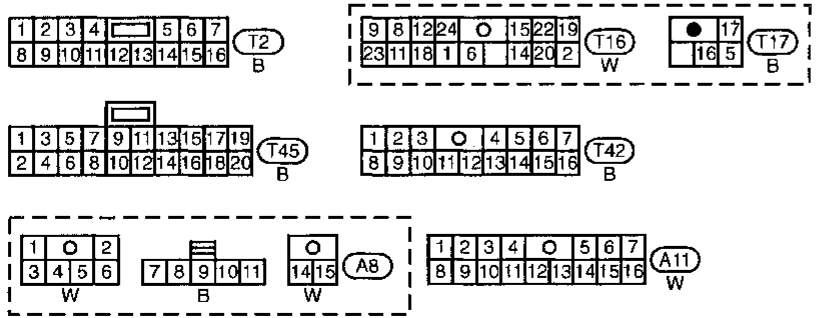 1 2 3 4 5 6 7
8 9 10 11 12 13 14 15 16
T2
B
9 8 12 24 15 22 19
23 11 18 1 6 14 20 2
T16
W
17
16 5
T17
B
1 3 5 7 9 11 13 15 17 19
2 4 6 8 10 12 14 16 18 20
T45
B
1 2 3 4 5 6 7
8 9 10 11 12 13 14 15 16
T42
B
1 2
3 4 5 6
W
7 8 9 10 11
B
14 15
W
A8
1 2 3 4 5 6 7
8 9 10 11 12 13 14 15 16
A11
W